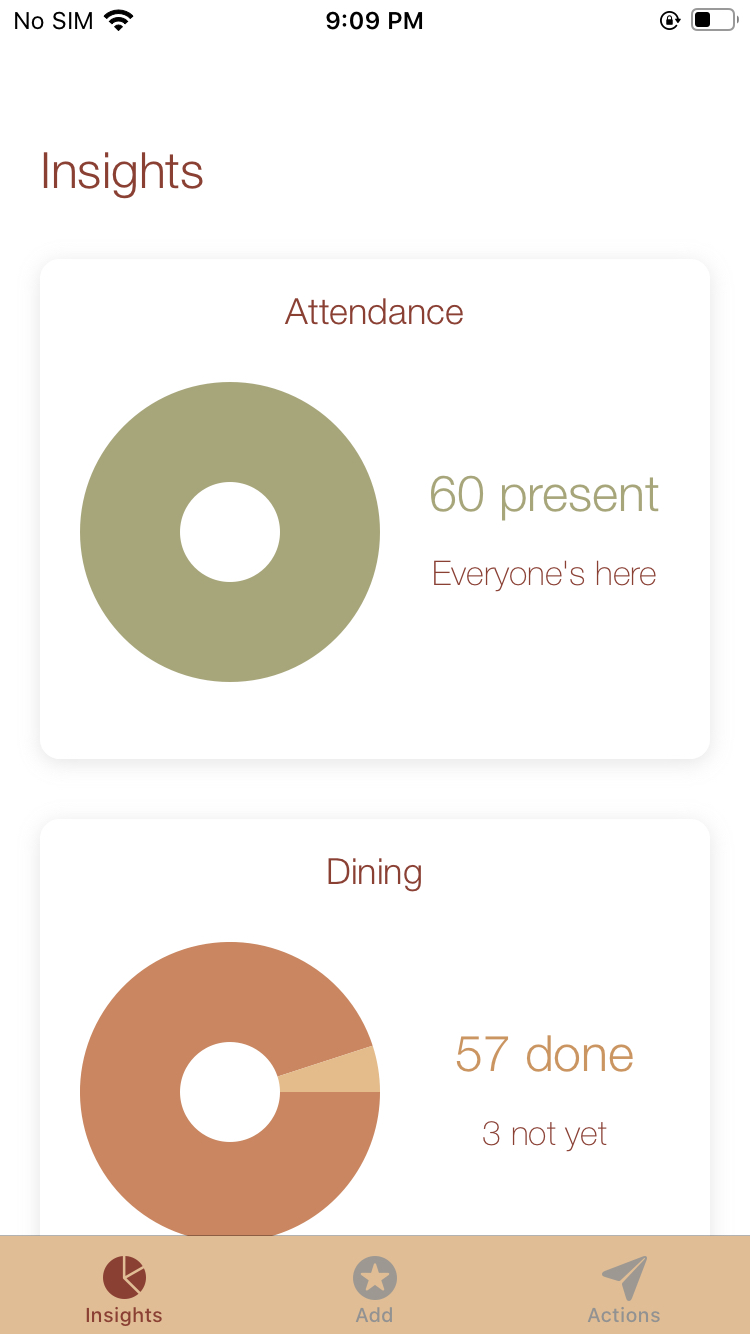 No SIM 9:09 PM
Insights
Attendance
60 present
Everyone's here
Dining
57 done
3 not yet
Insights Add Actions